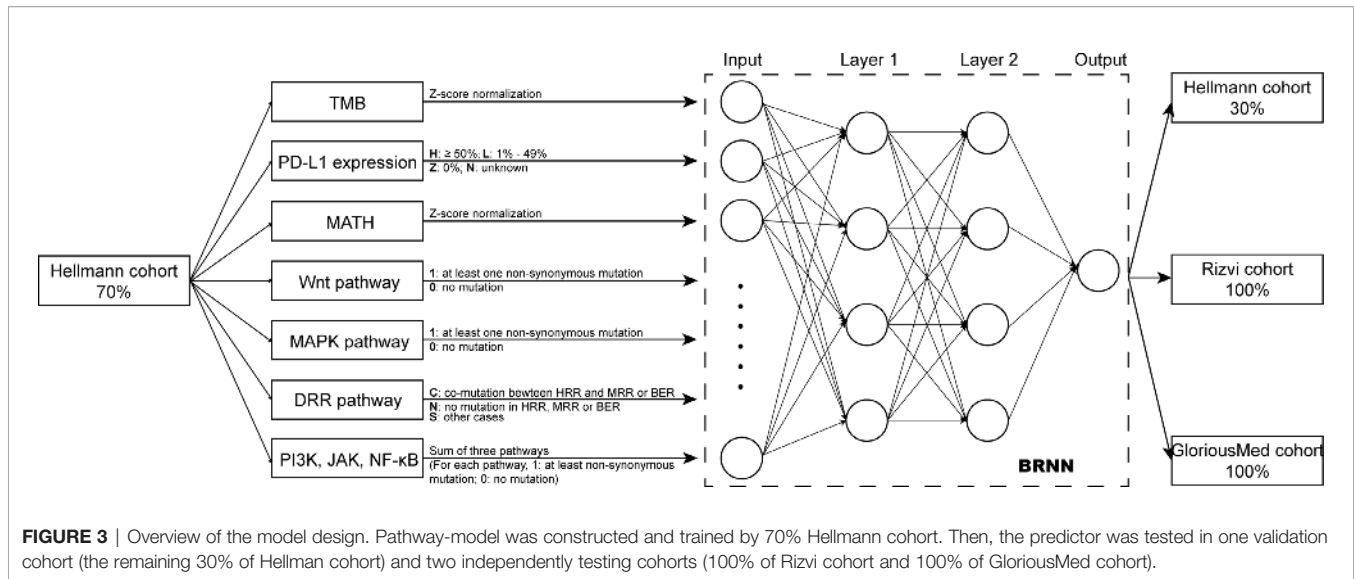 Input Layer 1 Layer 2 Output
Hellmann cohort
70%
TMB
Z-score normalization
PD-L1 expression
H: ≥ 50%; L: 1% - 49%
Z: 0%, N: unknown
MATH
Z-score normalization
Wnt pathway
1: at least one non-synonymous mutation
0: no mutation
MAPK pathway
1: at least one non-synonymous mutation
0: no mutation
DRR pathway
C: co-mutation bewteen HRR and MRR or BER
N: no mutation in HRR, MRR or BER
S: other cases
PI3K, JAK, NF-κB
Sum of three pathways
(For each pathway, 1: at least non-synonymous
mutation; 0: no mutation)
BRNN
Hellmann cohort
30%
Rizvi cohort
100%
GloriousMed cohort
100%
FIGURE 3 | Overview of the model design. Pathway-model was constructed and trained by 70% Hellmann cohort. Then, the predictor was tested in one validation
cohort (the remaining 30% of Hellman cohort) and two independently testing cohorts (100% of Rizvi cohort and 100% of GloriousMed cohort).